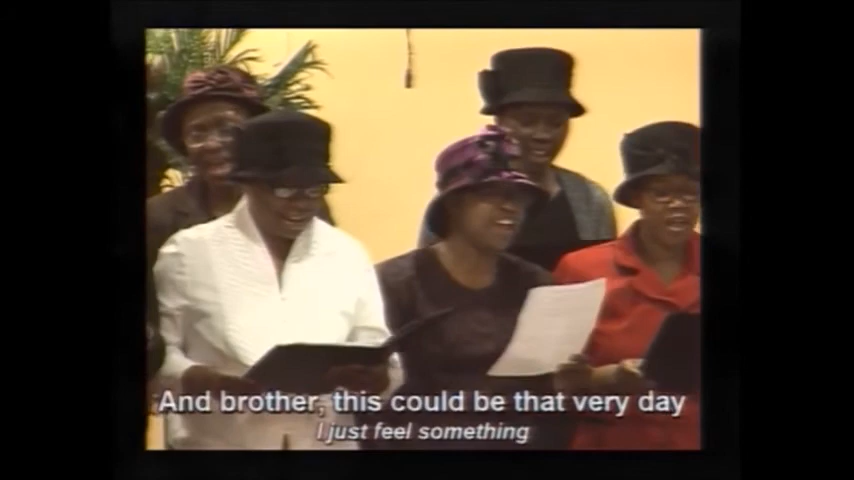 And brother, this could be that very day
I just feel something